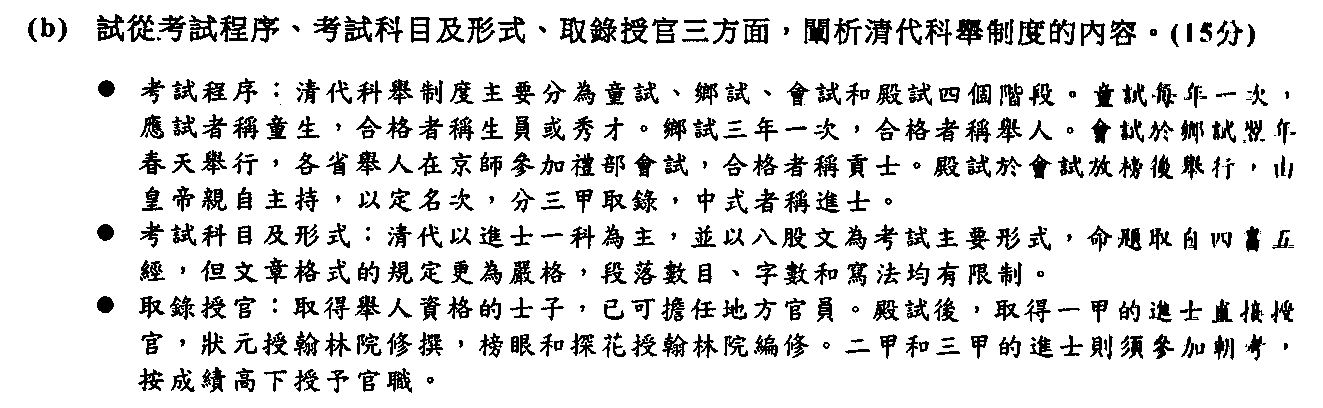 (b) 試從考試程序、考試科目及形式、取錄授官三方面，闡析清代科舉制度的內容。(15分)
● 考試程序：清代科舉制度主要分為童試、鄉試、會試和殿試四個階段。童試每年一次，
應試者稱童生，合格者稱生員或秀才。鄉試三年一次，合格者稱舉人。會試於鄉試翌年
春天舉行，各省舉人在京師參加禮部會試，合格者稱貢士。殿試於會試放榜後舉行，由
皇帝親自主持，以定名次，分三甲取錄，中式者稱進士。
● 考試科目及形式：清代以進士一科為主，並以八股文為考試主要形式，命題取自四書五
經，但文章格式的規定更為嚴格，段落數目、字數和寫法均有限制。
● 取錄授官：取得舉人資格的士子，已可擔任地方官員。殿試後，取得一甲的進士直接授
官，狀元授翰林院修撰，榜眼和探花授翰林院編修。二甲和三甲的進士則須參加朝考，
按成績高下授予官職。